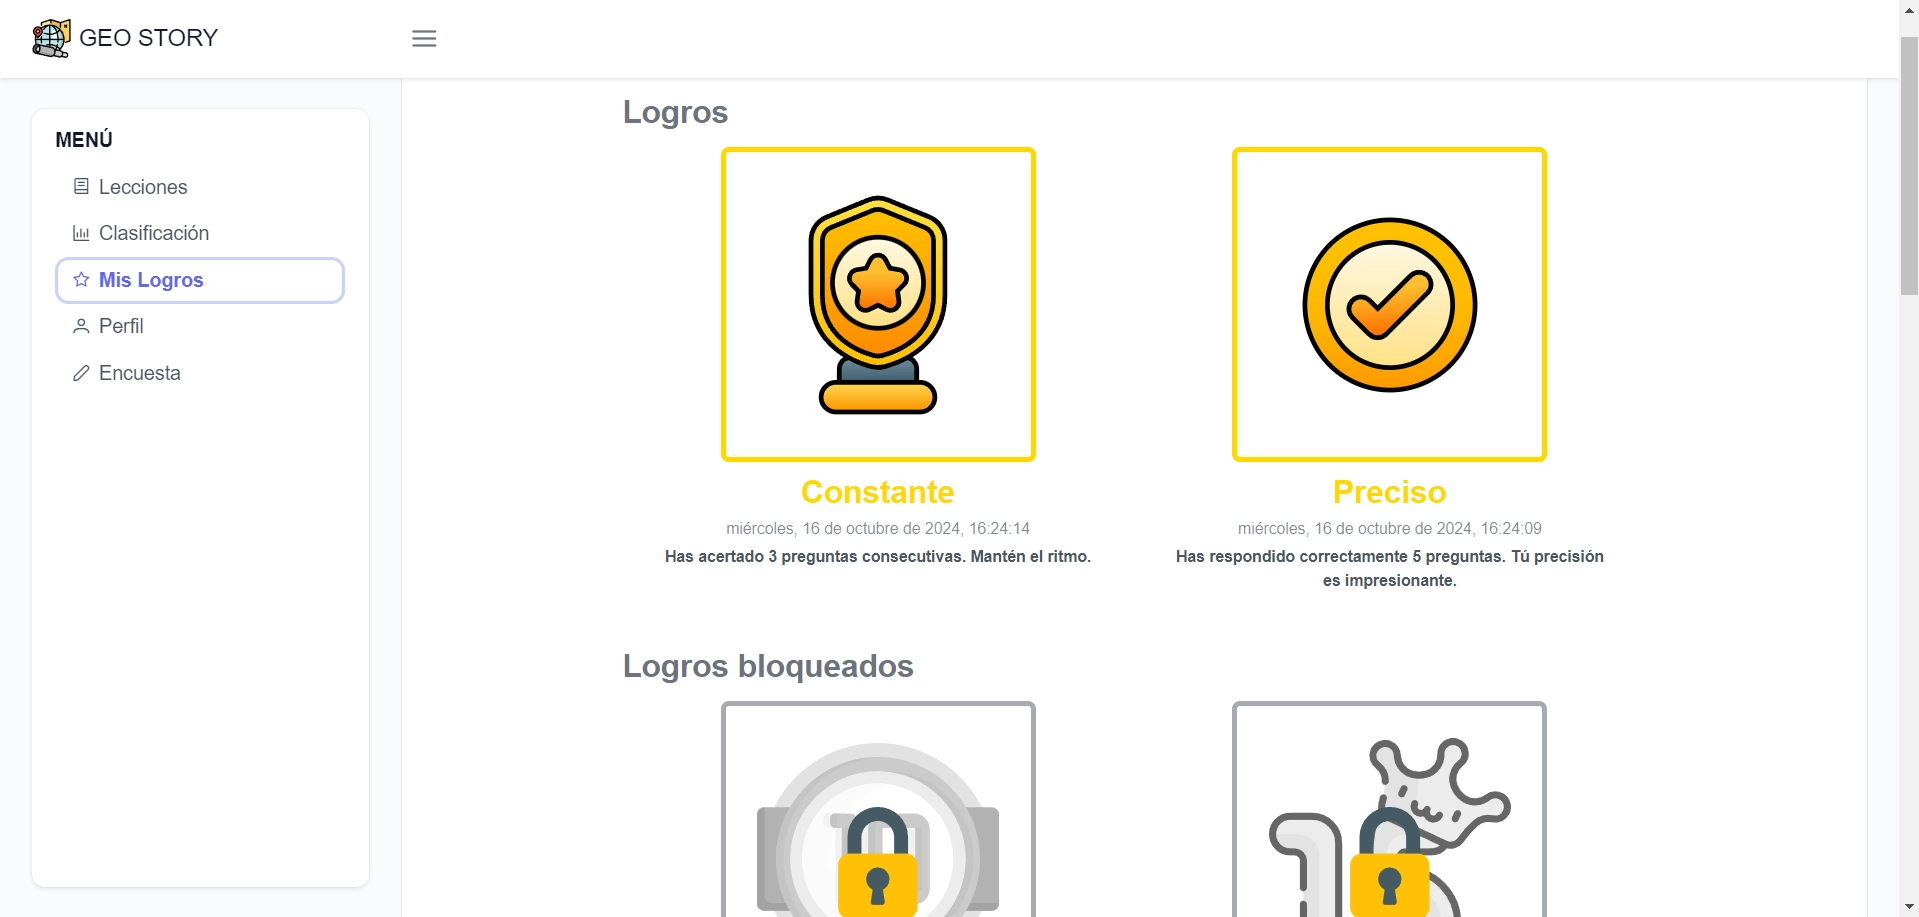 GEO STORY
MENÚ
Lecciones
Clasificación
Mis Logros
Perfil
Encuesta
Logros
Constante
miércoles, 16 de octubre de 2024, 16:24:14
Has acertado 3 preguntas consecutivas. Mantén el ritmo.
Preciso
miércoles, 16 de octubre de 2024, 16:24:09
Has respondido correctamente 5 preguntas. Tú precisión
es impresionante.
Logros bloqueados